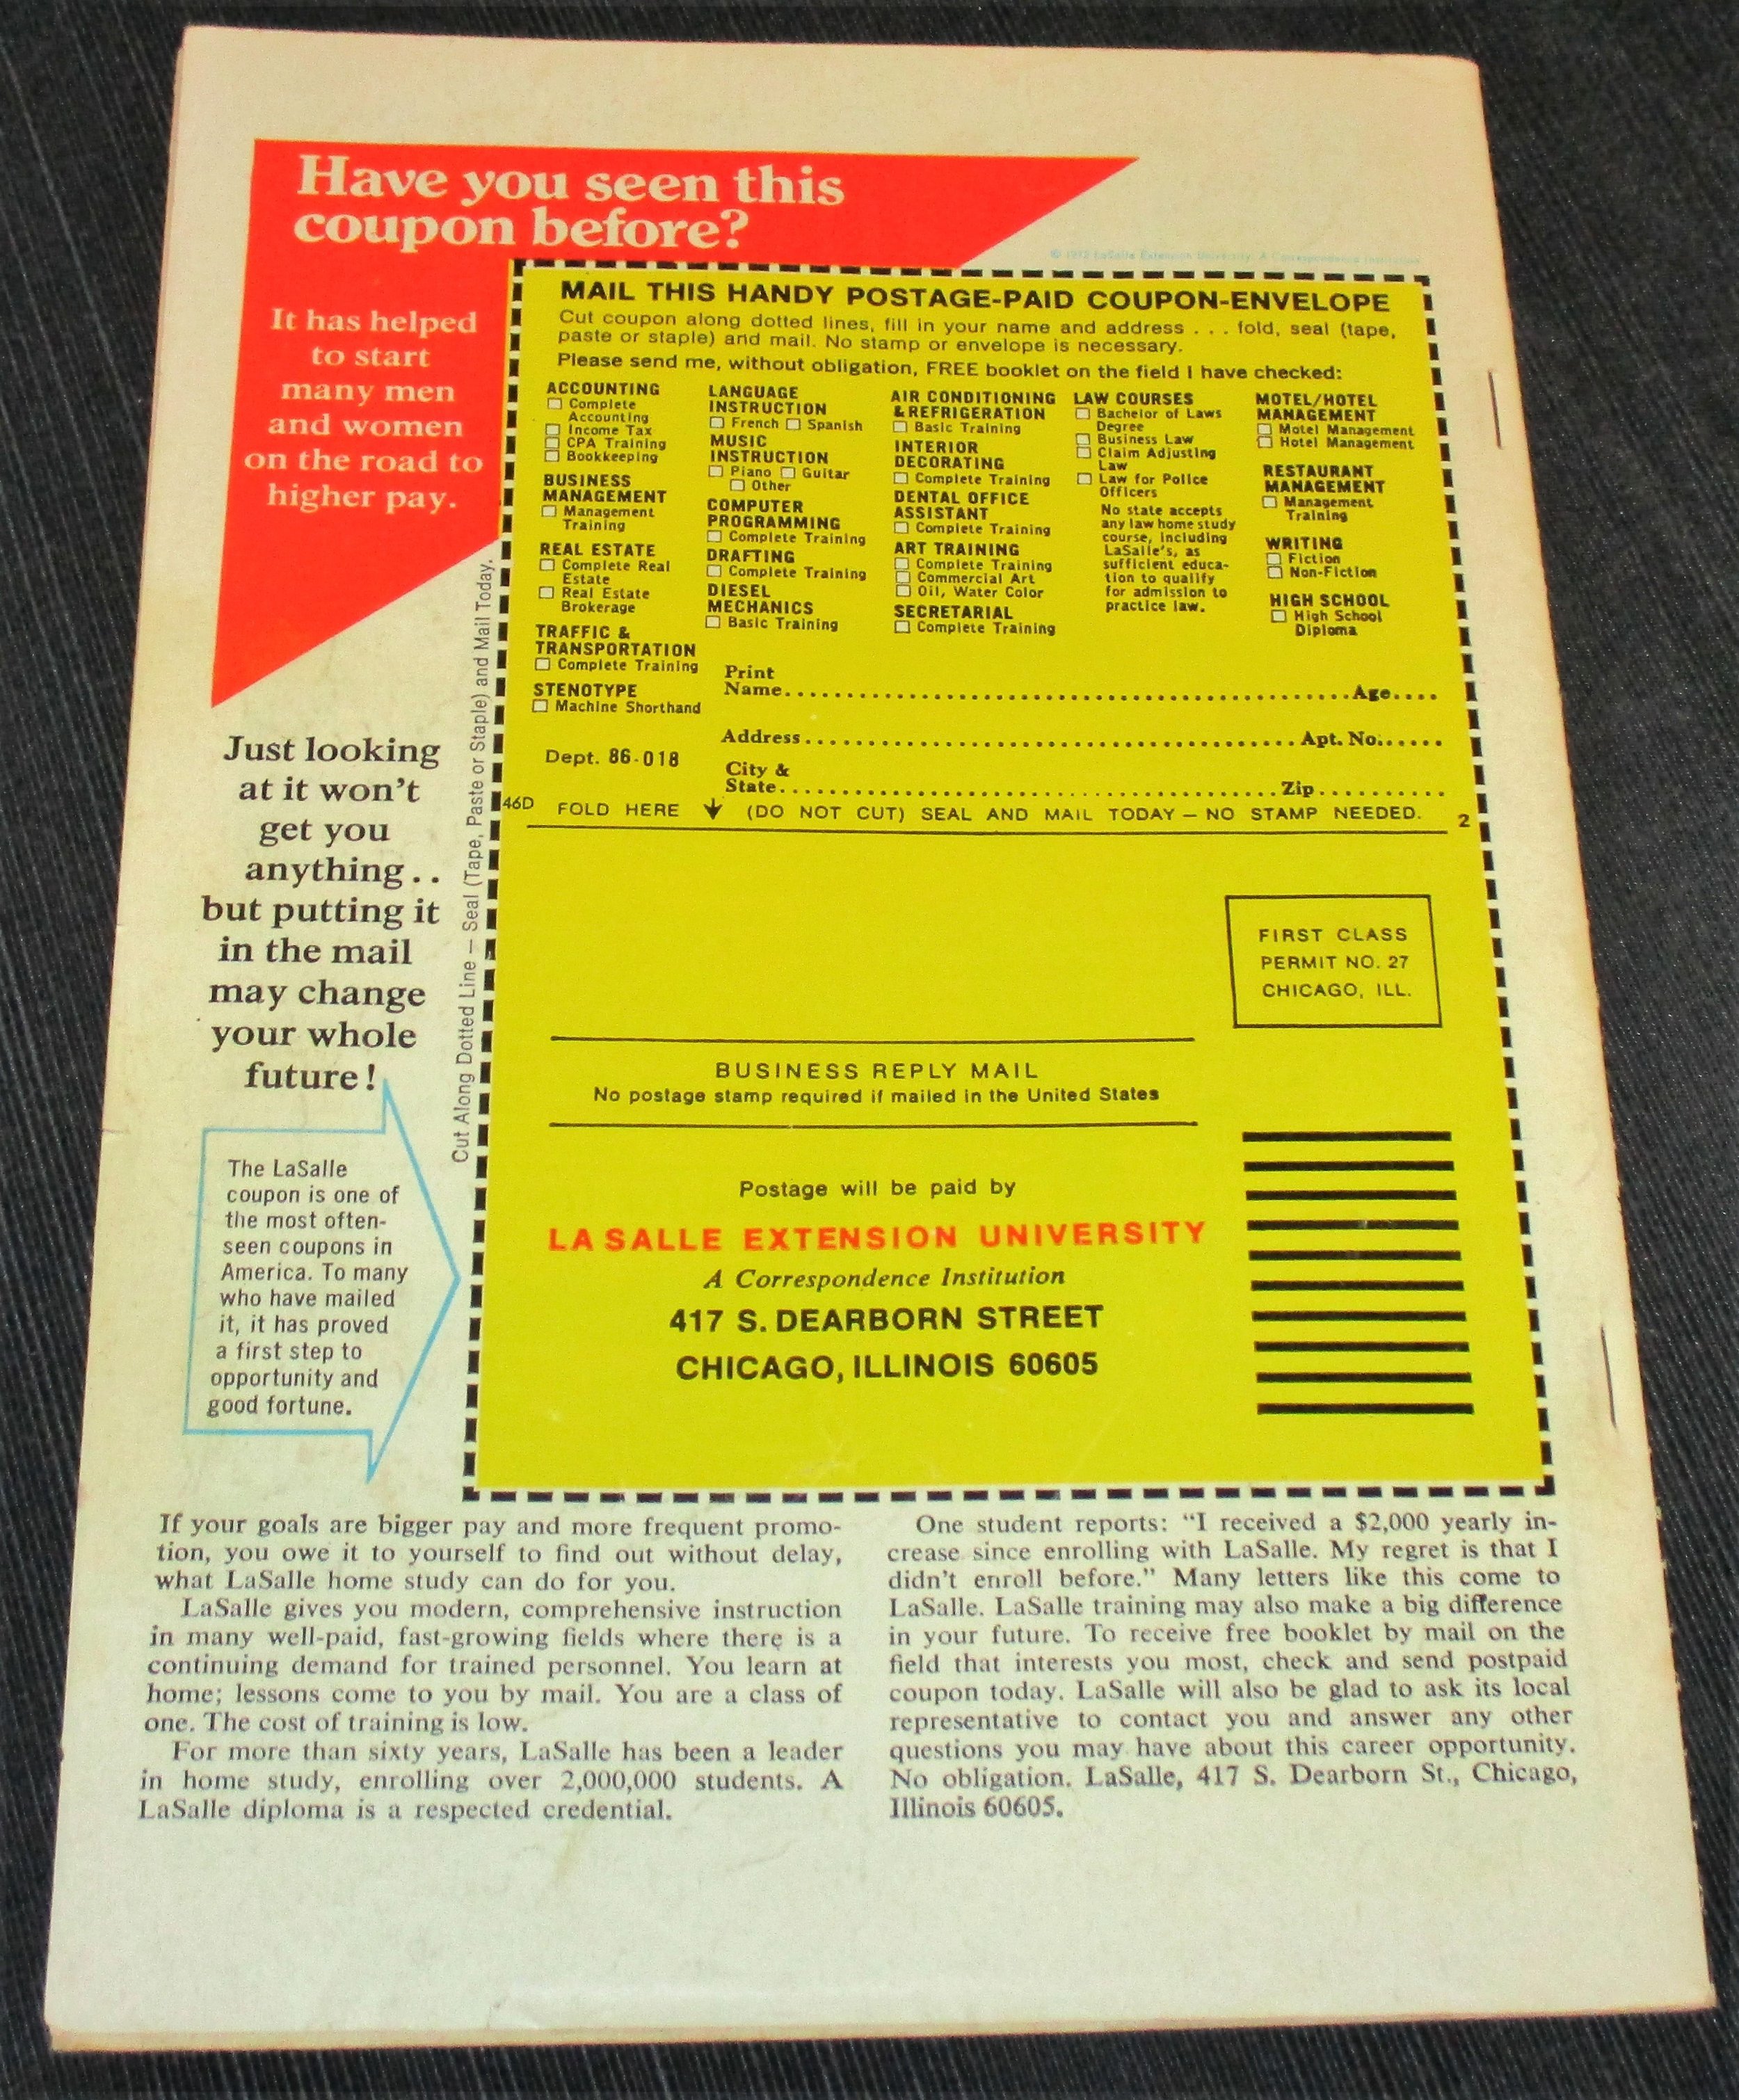 Have you seen this
coupon before?
It has helped
to start
many men
and women
on the road to
higher pay.
© 1972 LaSalle Extension University, A Correspondence Institution
MAIL THIS HANDY POSTAGE-PAID COUPON-ENVELOPE
Cut coupon along dotted lines, fill in your name and address . . . fold, seal (tape,
paste or staple) and mail. No stamp or envelope is necessary.
Please send me, without obligation, FREE booklet on the field I have checked:
ACCOUNTING
Complete
Accounting
Income Tax
CPA Training
Bookkeeping
BUSINESS
MANAGEMENT
Management
Training
REAL ESTATE
Complete Real
Estate
Real Estate
Brokerage
TRAFFIC &
TRANSPORTATION
Complete Training
STENOTYPE
Machine Shorthand
LANGUAGE
INSTRUCTION
French Spanish
MUSIC
INSTRUCTION
Piano Guitar
Other
COMPUTER
PROGRAMMING
Complete Training
DRAFTING
Complete Training
DIESEL
MECHANICS
Basic Training
AIR CONDITIONING
& REFRIGERATION
Basic Training
INTERIOR
DECORATING
Complete Training
DENTAL OFFICE
ASSISTANT
Complete Training
ART TRAINING
Complete Training
Commercial Art
Oil, Water Color
SECRETARIAL
Complete Training
LAW COURSES
Bachelor of Laws
Degree
Business Law
Claim Adjusting
Law
Law for Police
Officers
No state accepts
any law home study
course, including
LaSalle's, as
sufficient educa-
tion to qualify
for admission to
practice law.
MOTEL/HOTEL
MANAGEMENT
Motel Management
Hotel Management
RESTAURANT
MANAGEMENT
Management
Training
WRITING
Fiction
Non-Fiction
HIGH SCHOOL
High School
Diploma
Print
Name........ Age....
Address........ Apt. No......
Dept. 86-018
City &
State........ Zip........
46D FOLD HERE (DO NOT CUT) SEAL AND MAIL TODAY — NO STAMP NEEDED. 2
Cut Along Dotted Line — Seal (Tape, Paste or Staple) and Mail Today.
Just looking
at it won't
get you
anything . .
but putting it
in the mail
may change
your whole
future!
The LaSalle
coupon is one of
the most often-
seen coupons in
America. To many
who have mailed
it, it has proved
a first step to
opportunity and
good fortune.
FIRST CLASS
PERMIT NO. 27
CHICAGO, ILL.
BUSINESS REPLY MAIL
No postage stamp required if mailed in the United States
Postage will be paid by
LA SALLE EXTENSION UNIVERSITY
A Correspondence Institution
417 S. DEARBORN STREET
CHICAGO, ILLINOIS 60605
If your goals are bigger pay and more frequent promo-
tion, you owe it to yourself to find out without delay,
what LaSalle home study can do for you.
LaSalle gives you modern, comprehensive instruction
in many well-paid, fast-growing fields where there is a
continuing demand for trained personnel. You learn at
home; lessons come to you by mail. You are a class of
one. The cost of training is low.
For more than sixty years, LaSalle has been a leader
in home study, enrolling over 2,000,000 students. A
LaSalle diploma is a respected credential.
One student reports: "I received a $2,000 yearly in-
crease since enrolling with LaSalle. My regret is that I
didn't enroll before." Many letters like this come to
LaSalle. LaSalle training may also make a big difference
in your future. To receive free booklet by mail on the
field that interests you most, check and send postpaid
coupon today. LaSalle will also be glad to ask its local
representative to contact you and answer any other
questions you may have about this career opportunity.
No obligation. LaSalle, 417 S. Dearborn St., Chicago,
Illinois 60605.